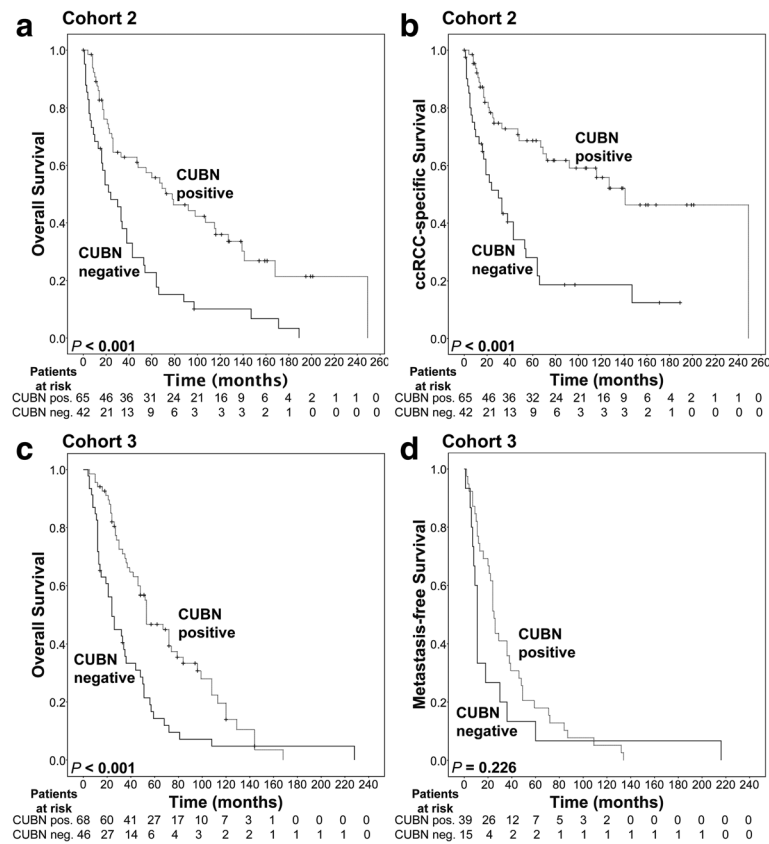 a
Cohort 2
Overall Survival
1.0
0.8
0.6
0.4
0.2
0.0
CUBN
positive
CUBN
negative
P < 0.001
0 20 40 60 80 100 120 140 160 180 200 220 240 260
Time (months)
Patients
at risk
CUBN pos. 65 46 36 31 24 21 16 9 6 4 2 1 1 0
CUBN neg. 42 21 13 9 6 3 3 3 2 1 0 0 0 0
b
Cohort 2
ccRCC-specific Survival
1.0
0.8
0.6
0.4
0.2
0.0
CUBN
positive
CUBN
negative
P < 0.001
0 20 40 60 80 100 120 140 160 180 200 220 240 260
Time (months)
Patients
at risk
CUBN pos. 65 46 36 32 24 21 16 9 6 4 2 1 1 0
CUBN neg. 42 21 13 9 6 3 3 3 2 1 0 0 0 0
c
Cohort 3
Overall Survival
1.0
0.8
0.6
0.4
0.2
0.0
CUBN
positive
CUBN
negative
P < 0.001
0 20 40 60 80 100 120 140 160 180 200 220 240
Time (months)
Patients
at risk
CUBN pos. 68 60 41 27 17 10 7 3 1 0 0 0 0
CUBN neg. 46 27 14 6 4 3 2 2 1 1 1 1 0
d
Cohort 3
Metastasis-free Survival
1.0
0.8
0.6
0.4
0.2
0.0
CUBN
positive
CUBN
negative
P = 0.226
0 20 40 60 80 100 120 140 160 180 200 220 240
Time (months)
Patients
at risk
CUBN pos. 39 26 12 7 5 3 2 0 0 0 0 0 0
CUBN neg. 15 4 2 2 1 1 1 1 1 1 1 0 0